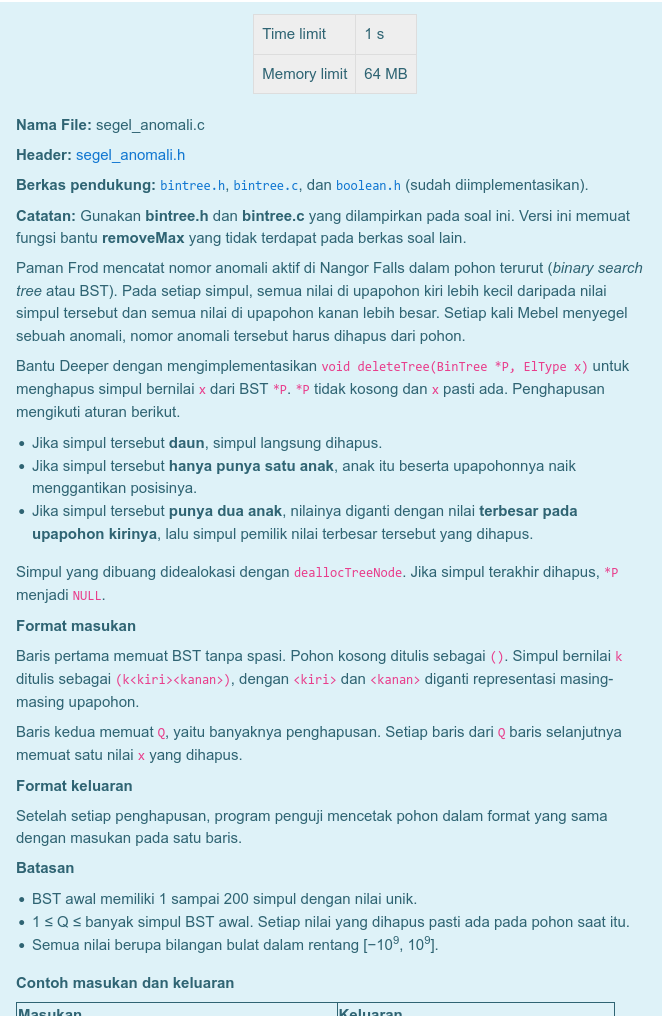 Time limit 1 s
Memory limit 64 MB
Nama File: segel_anomali.c
Header: segel_anomali.h
Berkas pendukung: bintree.h, bintree.c, dan boolean.h (sudah diimplementasikan).
Catatan: Gunakan bintree.h dan bintree.c yang dilampirkan pada soal ini. Versi ini memuat
fungsi bantu removeMax yang tidak terdapat pada berkas soal lain.
Paman Frod mencatat nomor anomali aktif di Nangor Falls dalam pohon terurut (binary search
tree atau BST). Pada setiap simpul, semua nilai di upapohon kiri lebih kecil daripada nilai
simpul tersebut dan semua nilai di upapohon kanan lebih besar. Setiap kali Mebel menyegel
sebuah anomali, nomor anomali tersebut harus dihapus dari pohon.
Bantu Deeper dengan mengimplementasikan void deleteTree(BinTree *P, ElType x) untuk
menghapus simpul bernilai x dari BST *P. *P tidak kosong dan x pasti ada. Penghapusan
mengikuti aturan berikut.
• Jika simpul tersebut daun, simpul langsung dihapus.
• Jika simpul tersebut hanya punya satu anak, anak itu beserta upapohonnya naik
menggantikan posisinya.
• Jika simpul tersebut punya dua anak, nilainya diganti dengan nilai terbesar pada
upapohon kirinya, lalu simpul pemilik nilai terbesar tersebut yang dihapus.
Simpul yang dibuang didealokasi dengan deallocTreeNode. Jika simpul terakhir dihapus, *P
menjadi NULL.
Format masukan
Baris pertama memuat BST tanpa spasi. Pohon kosong ditulis sebagai (). Simpul bernilai k
ditulis sebagai (k<kiri><kanan>), dengan <kiri> dan <kanan> diganti representasi masing-
masing upapohon.
Baris kedua memuat Q, yaitu banyaknya penghapusan. Setiap baris dari Q baris selanjutnya
memuat satu nilai x yang dihapus.
Format keluaran
Setelah setiap penghapusan, program penguji mencetak pohon dalam format yang sama
dengan masukan pada satu baris.
Batasan
• BST awal memiliki 1 sampai 200 simpul dengan nilai unik.
• 1 ≤ Q ≤ banyak simpul BST awal. Setiap nilai yang dihapus pasti ada pada pohon saat itu.
• Semua nilai berupa bilangan bulat dalam rentang [−10⁹, 10⁹].
Contoh masukan dan keluaran
Masukan Keluaran